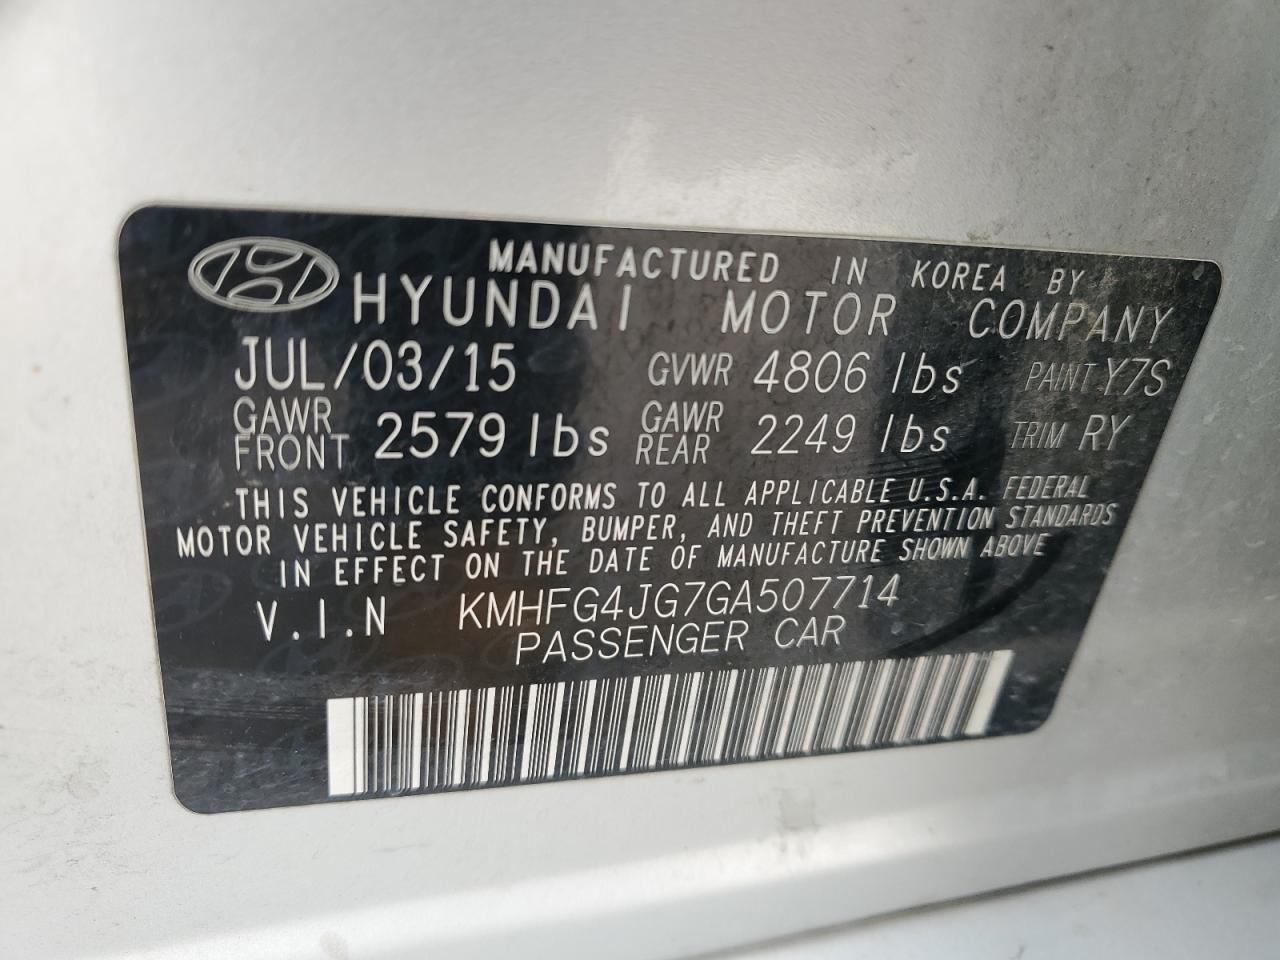 MANUFACTURED IN KOREA BY
HYUNDAI MOTOR COMPANY
JUL/03/15 GVWR 4806 lbs PAINT Y7S
GAWR FRONT 2579 lbs GAWR REAR 2249 lbs TRIM RY
THIS VEHICLE CONFORMS TO ALL APPLICABLE U.S.A. FEDERAL
MOTOR VEHICLE SAFETY, BUMPER, AND THEFT PREVENTION STANDARDS
IN EFFECT ON THE DATE OF MANUFACTURE SHOWN ABOVE
V.I.N KMHFG4JG7GA507714
PASSENGER CAR